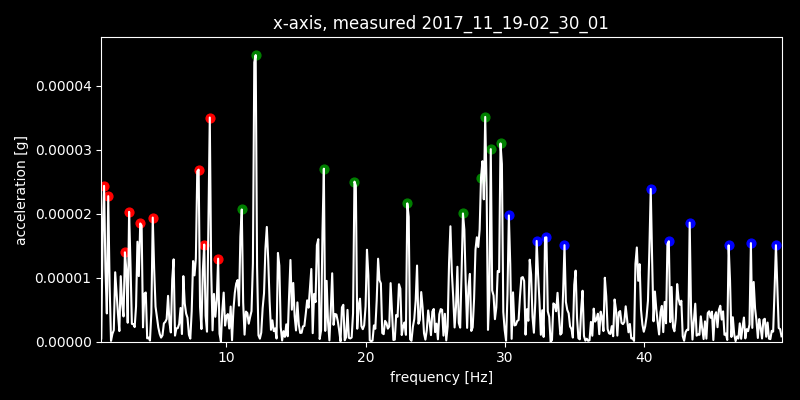 x-axis, measured 2017_11_19-02_30_01
acceleration [g]
0.00004
0.00003
0.00002
0.00001
0.00000
10 20 30 40
frequency [Hz]